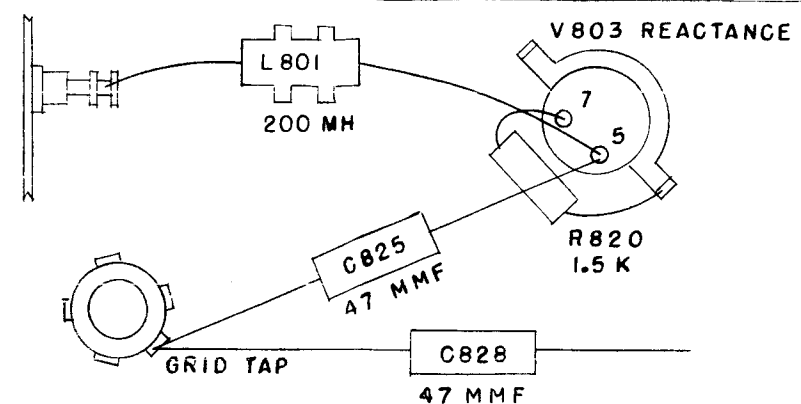 V803 REACTANCE
L801
200 MH
7
5
R820
1.5 K
C825
47 MMF
GRID TAP
C828
47 MMF